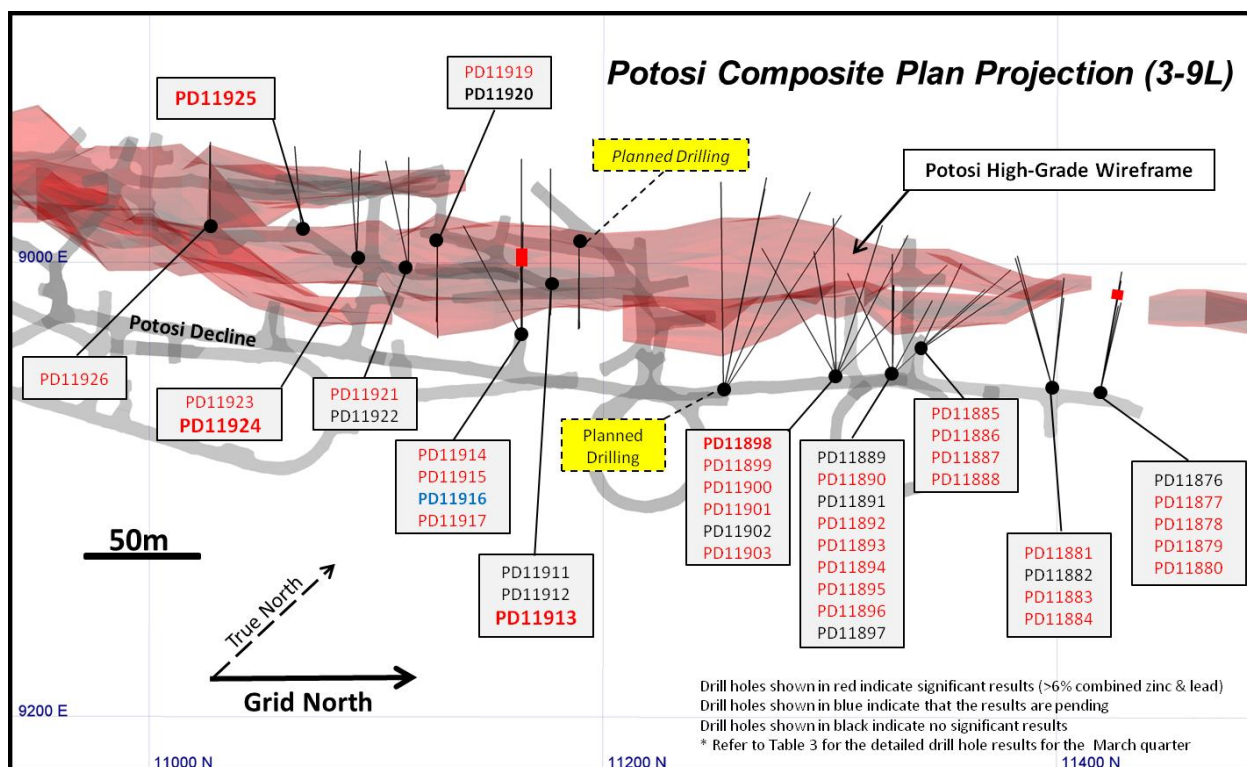 Potosi Composite Plan Projection (3-9L)
PD11919
PD11920
PD11925
Planned Drilling
Potosi High-Grade Wireframe
9000 E
Potosi Decline
PD11926
PD11923
PD11924
PD11921
PD11922
PD11914
PD11915
PD11916
PD11917
PD11911
PD11912
PD11913
Planned
Drilling
PD11898
PD11899
PD11900
PD11901
PD11902
PD11903
PD11889
PD11890
PD11891
PD11892
PD11893
PD11894
PD11895
PD11896
PD11897
PD11885
PD11886
PD11887
PD11888
PD11881
PD11882
PD11883
PD11884
PD11876
PD11877
PD11878
PD11879
PD11880
50m
True North
Grid North
Drill holes shown in red indicate significant results (>6% combined zinc & lead)
Drill holes shown in blue indicate that the results are pending
Drill holes shown in black indicate no significant results
* Refer to Table 3 for the detailed drill hole results for the March quarter
9200 E
11000 N
11200 N
11400 N